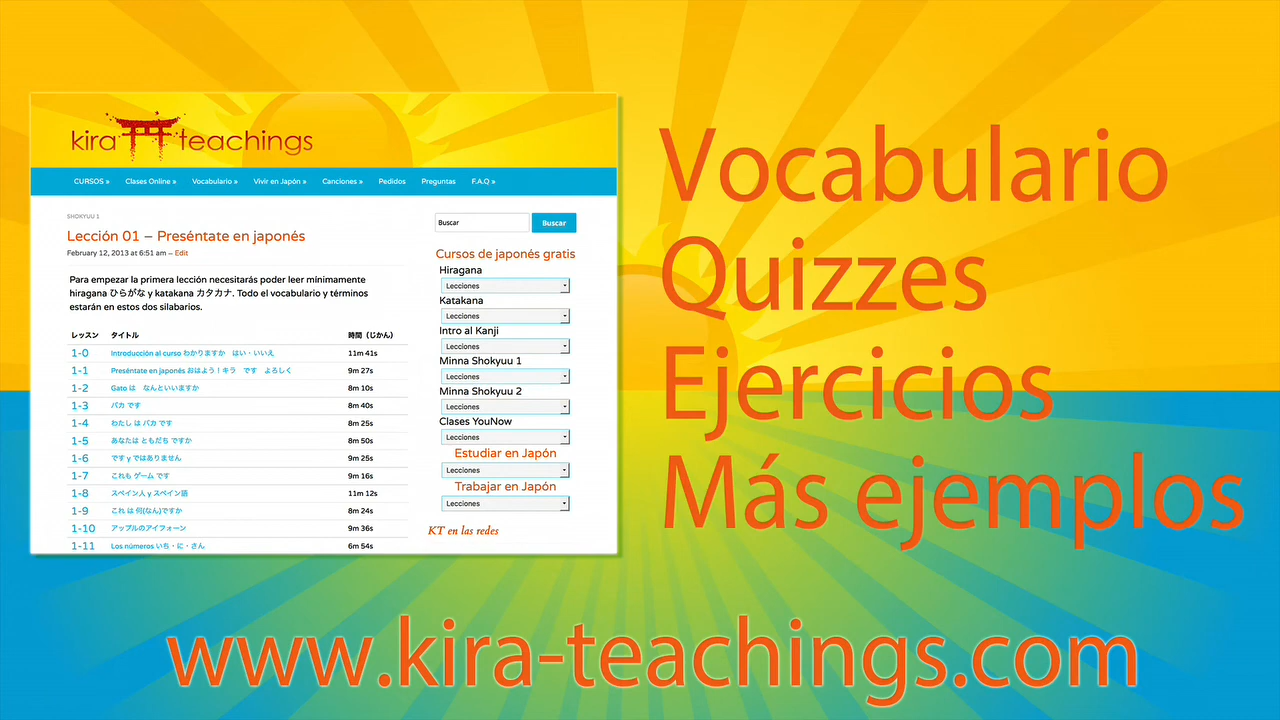 kira teachings
CURSOS » Clases Online » Vocabulario » Vivir en Japón » Canciones » Pedidos Preguntas F.A.Q »
SHOKYUU 1
Lección 01 – Preséntate en japonés
February 12, 2013 at 6:51 am – Edit
Para empezar la primera lección necesitarás poder leer mínimamente
hiragana ひらがな y katakana カタカナ. Todo el vocabulario y términos
estarán en estos dos silabarios.
レッスン タイトル 時間（じかん）
1-0 Introducción al curso わかりますか はい・いいえ 11m 41s
1-1 Preséntate en japonés おはよう！キラ です よろしく 9m 27s
1-2 Gato は なんといいますか 8m 10s
1-3 バカ です 8m 40s
1-4 わたし は バカ です 8m 25s
1-5 あなたは ともだち ですか 8m 50s
1-6 です y ではありません 9m 25s
1-7 これも ゲーム です 9m 16s
1-8 スペイン人 y スペイン語 11m 12s
1-9 これ は 何(なん)ですか 8m 24s
1-10 アップルのアイフォーン 9m 36s
1-11 Los números いち・に・さん 6m 54s
Buscar Buscar
Cursos de japonés gratis
Hiragana
Lecciones
Katakana
Lecciones
Intro al Kanji
Lecciones
Minna Shokyuu 1
Lecciones
Minna Shokyuu 2
Lecciones
Clases YouNow
Lecciones
Estudiar en Japón
Lecciones
Trabajar en Japón
Lecciones
KT en las redes
Vocabulario
Quizzes
Ejercicios
Más ejemplos
www.kira-teachings.com